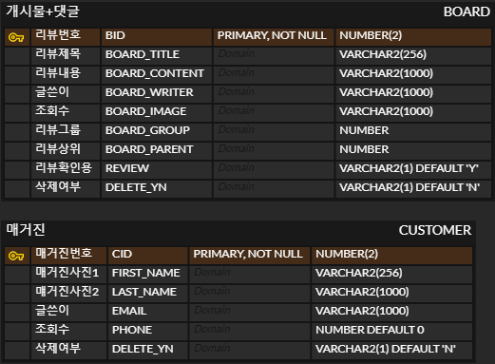 게시물+댓글 BOARD
리뷰번호 BID PRIMARY, NOT NULL NUMBER(2)
리뷰제목 BOARD_TITLE Domain VARCHAR2(256)
리뷰내용 BOARD_CONTENT Domain VARCHAR2(1000)
글쓴이 BOARD_WRITER Domain VARCHAR2(1000)
조회수 BOARD_IMAGE Domain VARCHAR2(1000)
리뷰그룹 BOARD_GROUP Domain NUMBER
리뷰상위 BOARD_PARENT Domain NUMBER
리뷰확인용 REVIEW Domain VARCHAR2(1) DEFAULT 'Y'
삭제여부 DELETE_YN Domain VARCHAR2(1) DEFAULT 'N'
매거진 CUSTOMER
매거진번호 CID PRIMARY, NOT NULL NUMBER(2)
매거진사진1 FIRST_NAME Domain VARCHAR2(256)
매거진사진2 LAST_NAME Domain VARCHAR2(1000)
글쓴이 EMAIL Domain VARCHAR2(1000)
조회수 PHONE Domain NUMBER DEFAULT 0
삭제여부 DELETE_YN Domain VARCHAR2(1) DEFAULT 'N'